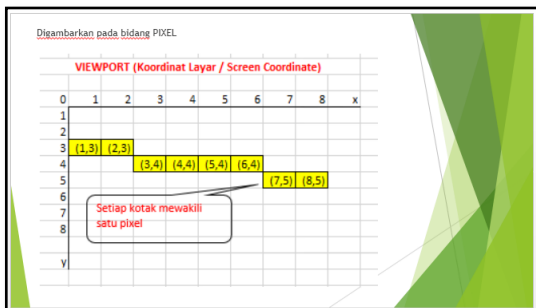 Digambarkan pada bidang PIXEL
VIEWPORT (Koordinat Layar / Screen Coordinate)
0 1 2 3 4 5 6 7 8 x
1
2
3 (1,3) (2,3)
4 (3,4) (4,4) (5,4) (6,4)
5 (7,5) (8,5)
6
7
8
y
Setiap kotak mewakili
satu pixel